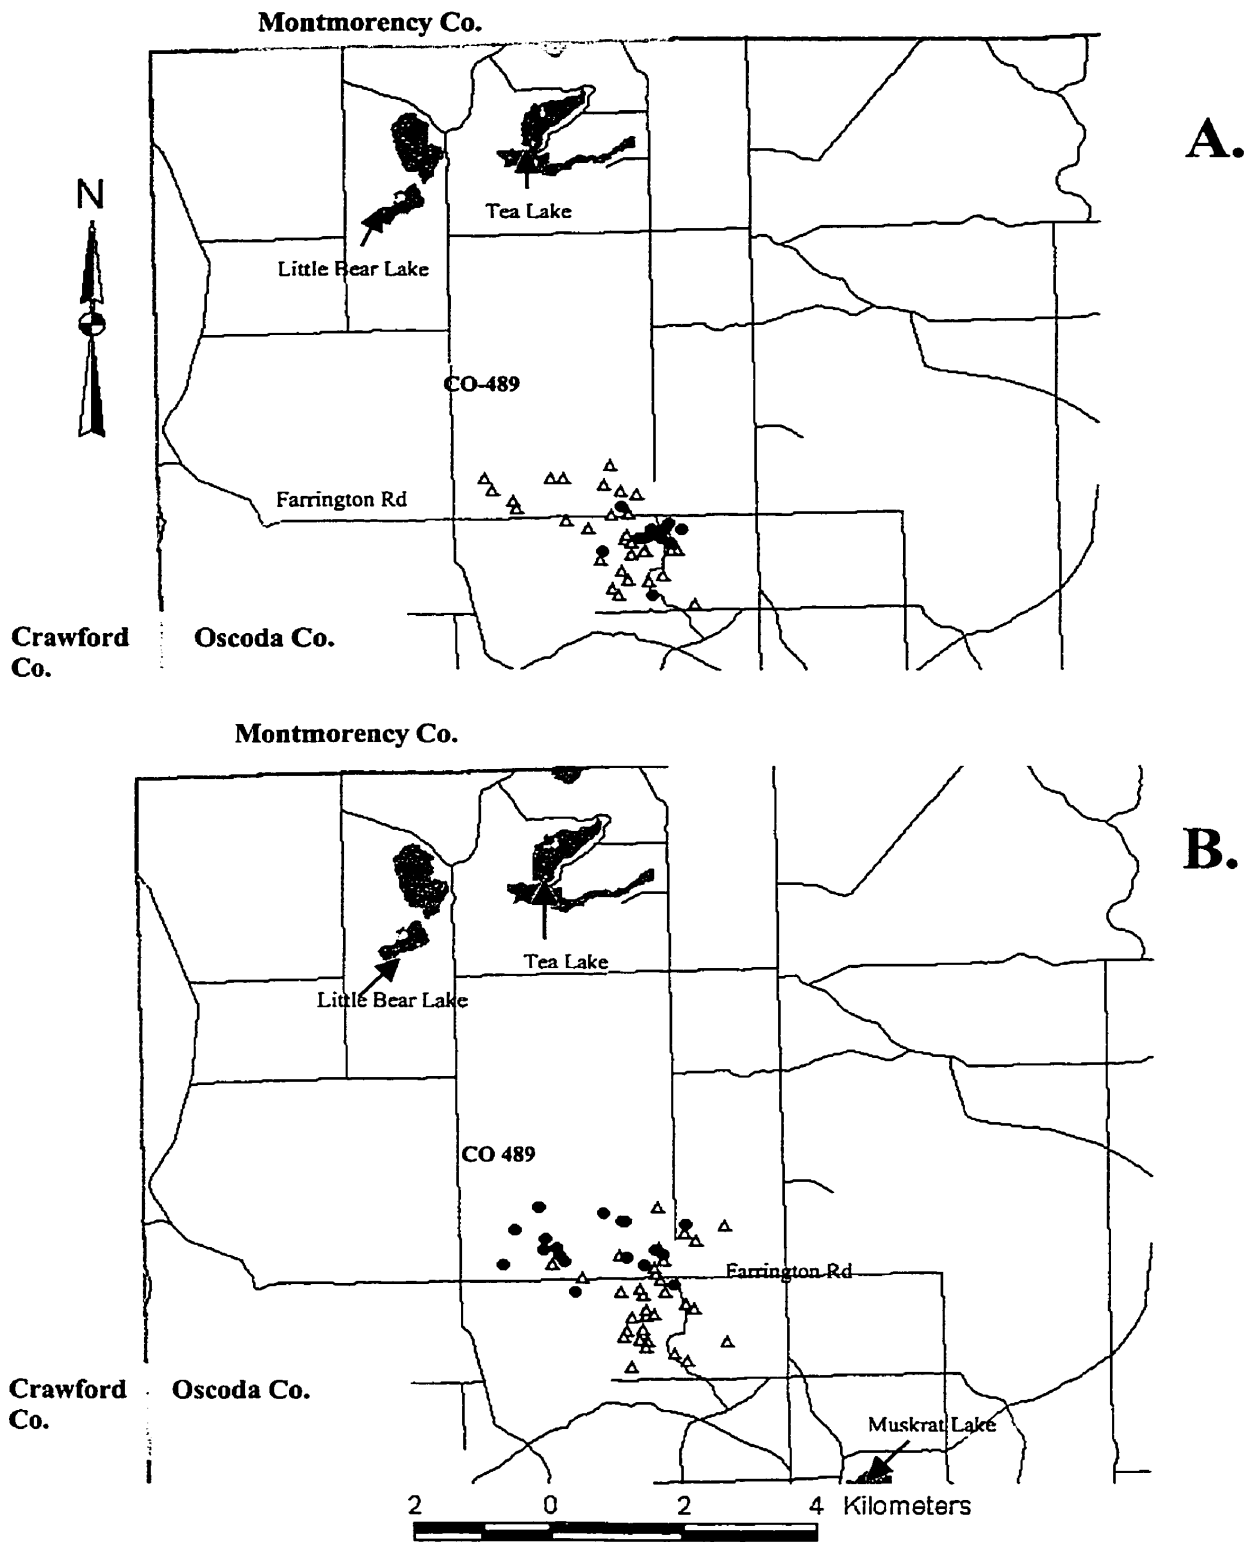 Montmorency Co.
A.
N
Tea Lake
Little Bear Lake
CO-489
Farrington Rd
Crawford
Co.
Oscoda Co.
Montmorency Co.
B.
Tea Lake
Little Bear Lake
CO 489
Farrington Rd
Crawford
Co.
Oscoda Co.
Muskrat Lake
2 0 2 4 Kilometers